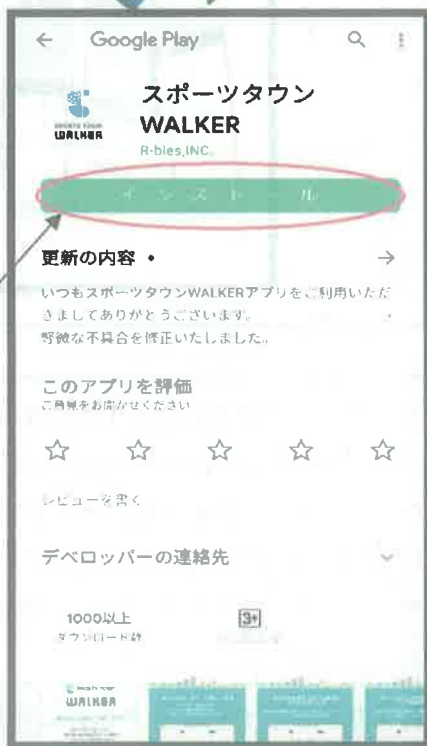 Google Play
スポーツタウン
WALKER
SPORTS TOWN
WALKER
R-bies,INC.
インストール
更新の内容 •
いつもスポーツタウンWALKERアプリをご利用いただ
きましてありがとうございます。
軽微な不具合を修正いたしました。
このアプリを評価
ご意見をお聞かせください
レビューを書く
デベロッパーの連絡先
1000以上
3+
ダウンロード数
SPORTS TOWN
WALKER